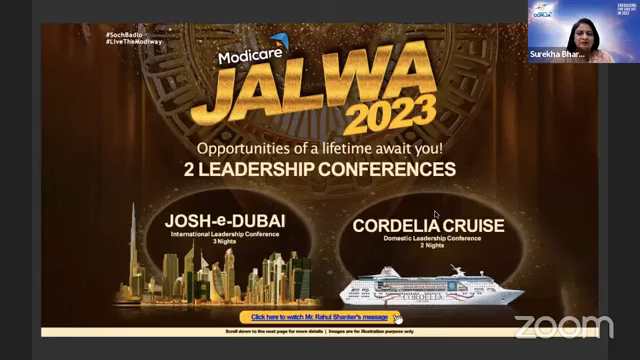 #SochBadlo
#LiveTheModiway
Modicare
JALWA
2023
Opportunities of a lifetime await you!
2 LEADERSHIP CONFERENCES
JOSH-e-DUBAI
International Leadership Conference
3 Nights
CORDELIA CRUISE
Domestic Leadership Conference
2 Nights
CORDELIA
Click here to watch Mr. Rahul Shanker's message
Scroll down to the next page for more details | Images are for illustration purpose only
Surekha Bhar...
zoom